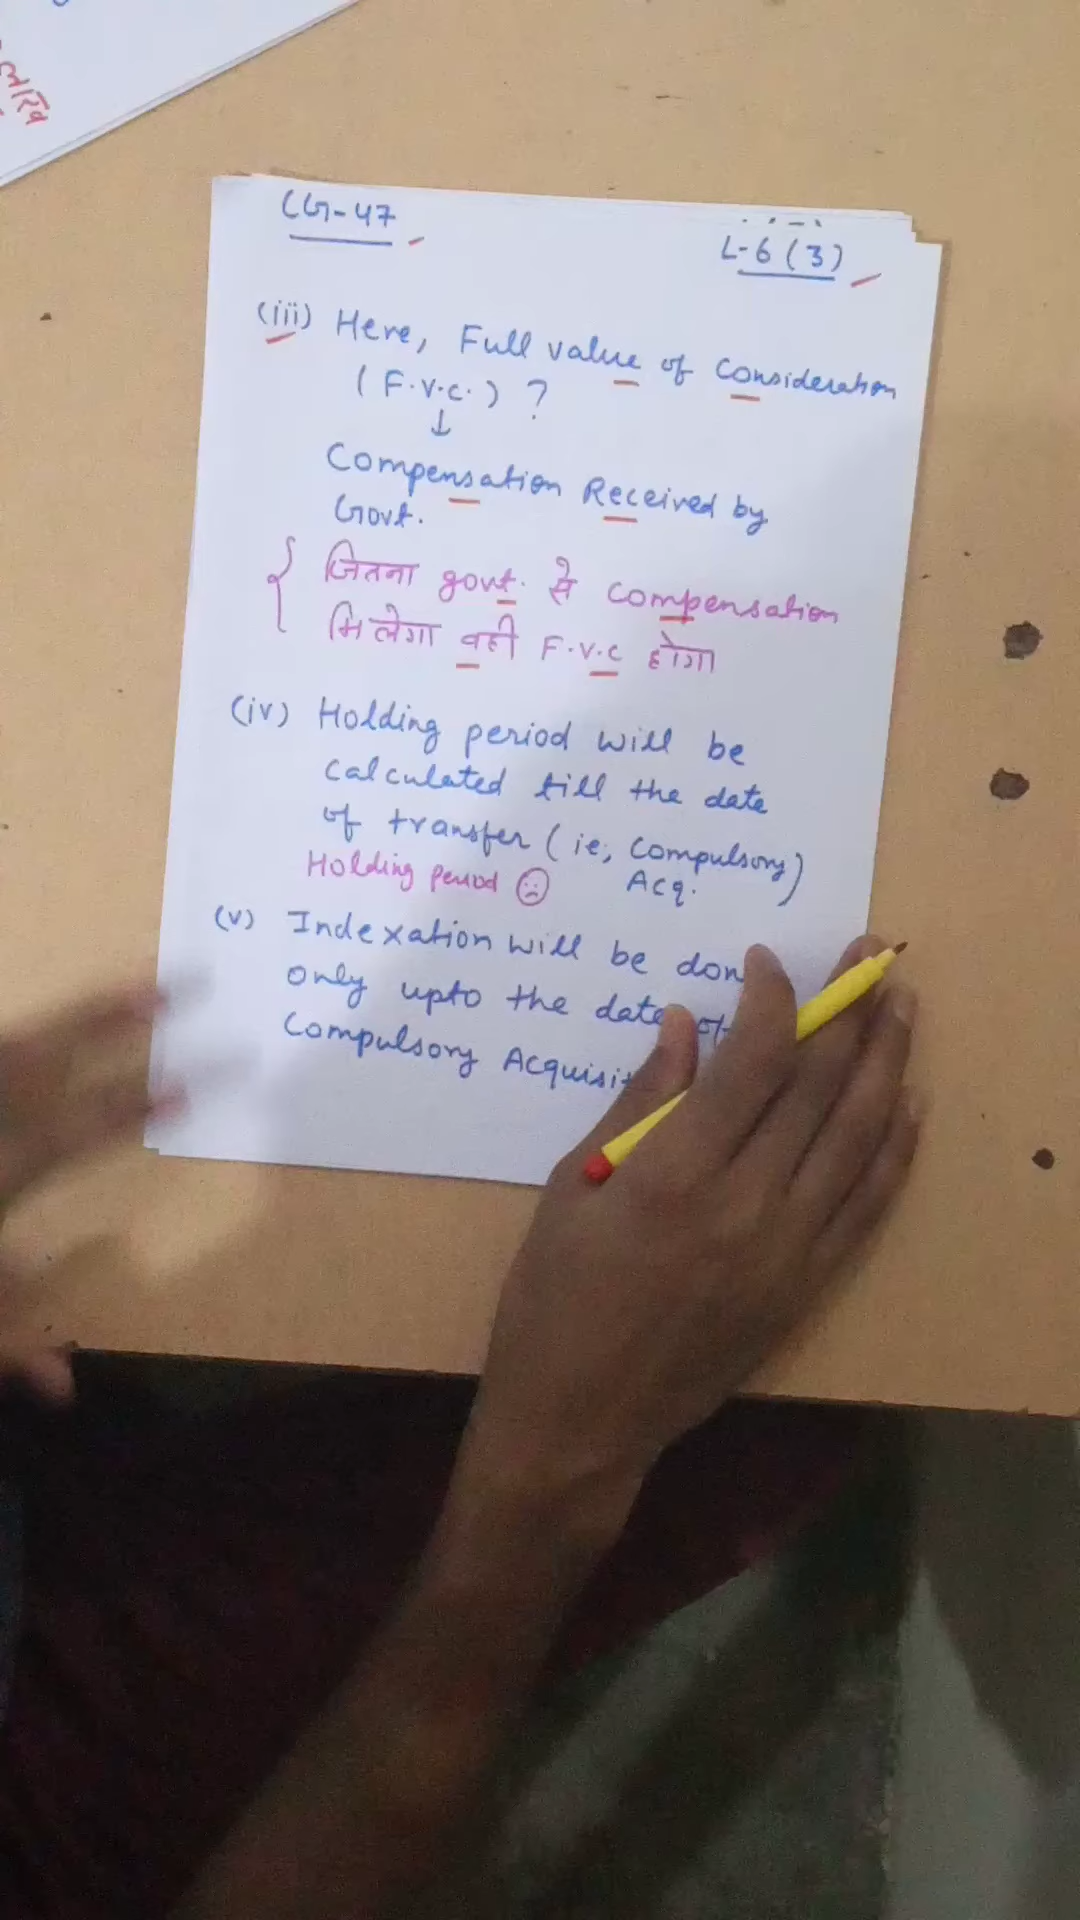 CG-47
L-6 (3)
(iii) Here, Full value of Consideration
(F.V.C.) ?
↓
Compensation Received by
Govt.
जितना govt. से compensation
मिलेगा वही F.V.C होगा
(iv) Holding period will be
calculated till the date
of transfer (ie, Compulsory
Acq.)
Holding period ☹
(v) Indexation will be don
only upto the date of
Compulsory Acquisit